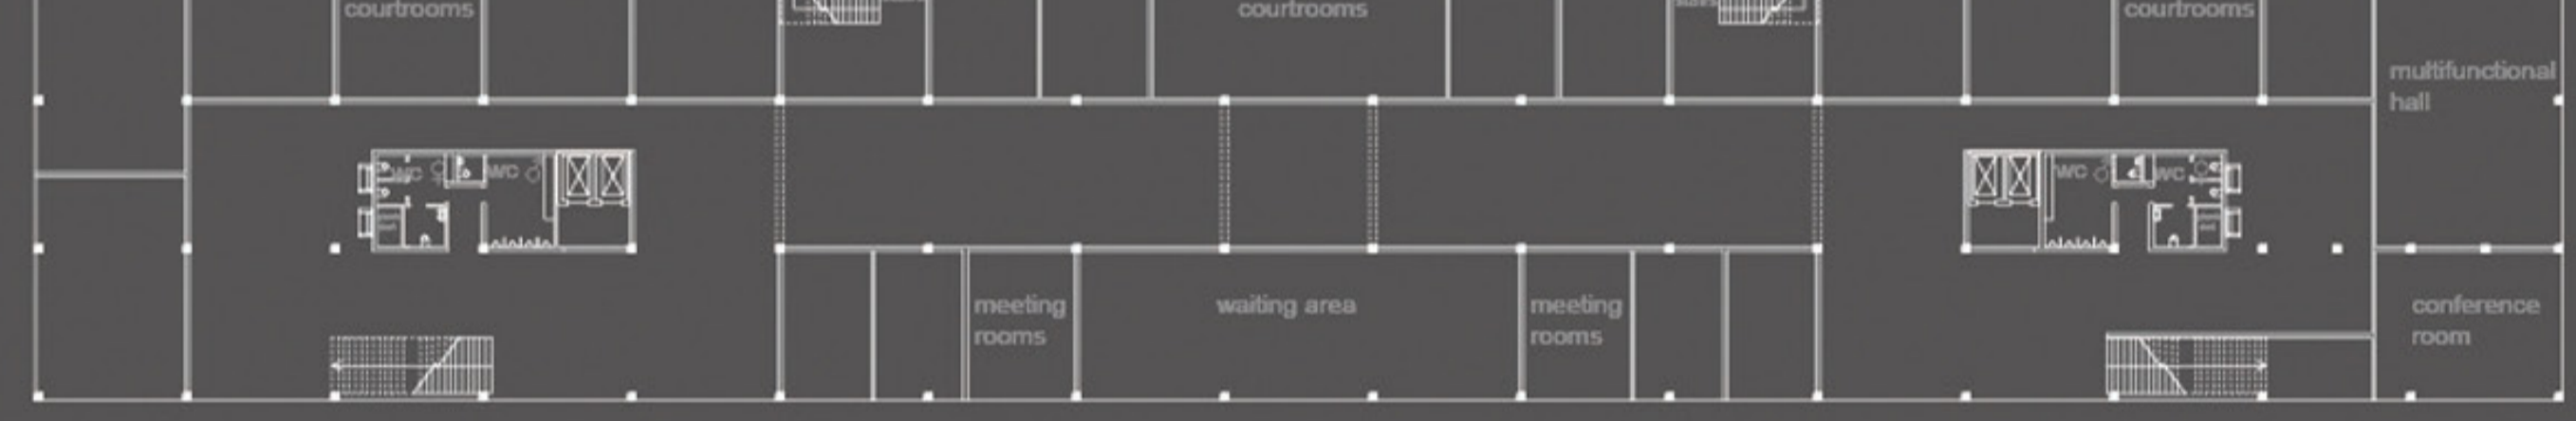 courtrooms
courtrooms
courtrooms
multifunctional
hall
WC
WC
WC
WC
meeting
rooms
waiting area
meeting
rooms
conference
room